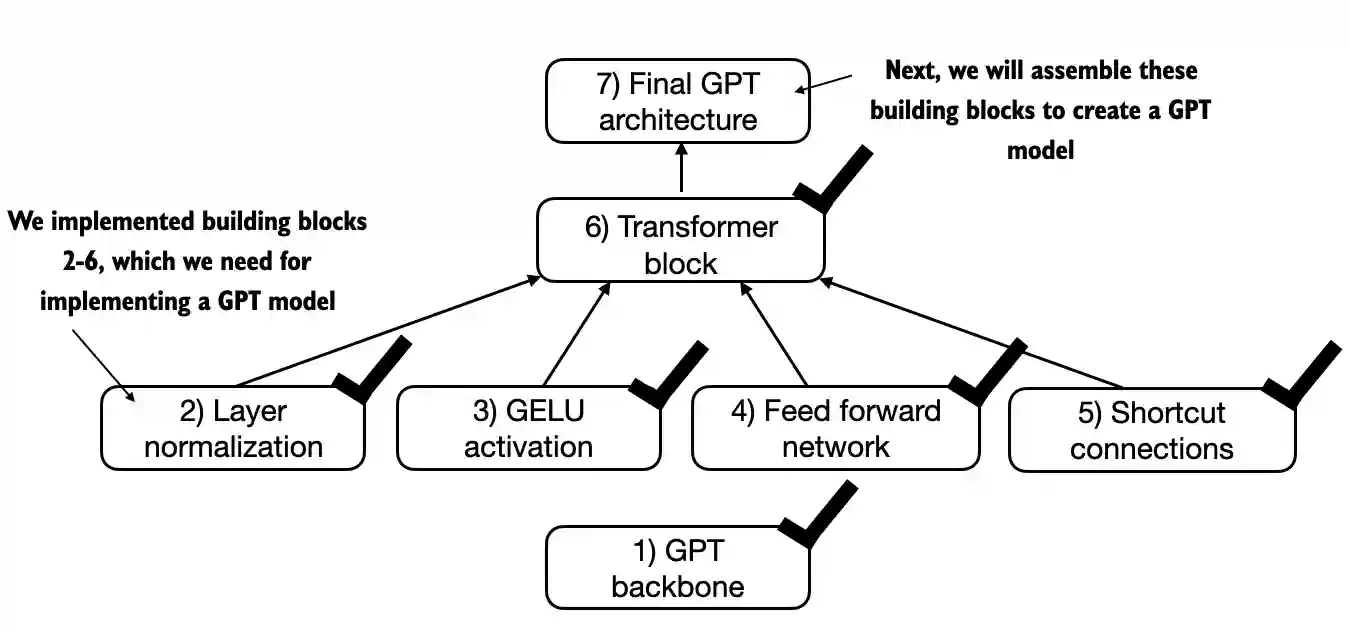 7) Final GPT
architecture
Next, we will assemble these
building blocks to create a GPT
model
We implemented building blocks
2-6, which we need for
implementing a GPT model
6) Transformer
block
2) Layer
normalization
3) GELU
activation
4) Feed forward
network
5) Shortcut
connections
1) GPT
backbone